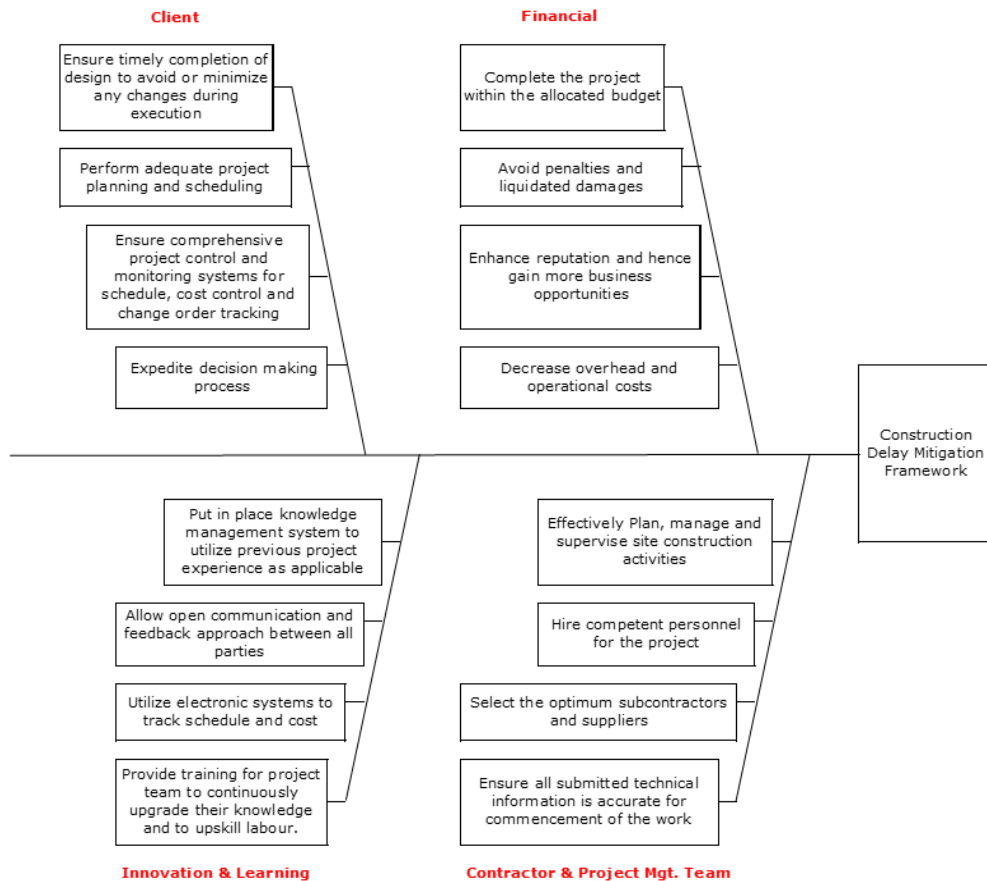 Client
Ensure timely completion of
design to avoid or minimize
any changes during
execution
Perform adequate project
planning and scheduling
Ensure comprehensive
project control and
monitoring systems for
schedule, cost control and
change order tracking
Expedite decision making
process
Financial
Complete the project
within the allocated budget
Avoid penalties and
liquidated damages
Enhance reputation and hence
gain more business
opportunities
Decrease overhead and
operational costs
Construction
Delay Mitigation
Framework
Put in place knowledge
management system to
utilize previous project
experience as applicable
Allow open communication and
feedback approach between all
parties
Utilize electronic systems to
track schedule and cost
Provide training for project
team to continuously
upgrade their knowledge
and to upskill labour.
Innovation & Learning
Effectively Plan, manage and
supervise site construction
activities
Hire competent personnel
for the project
Select the optimum subcontractors
and suppliers
Ensure all submitted technical
information is accurate for
commencement of the work
Contractor & Project Mgt. Team